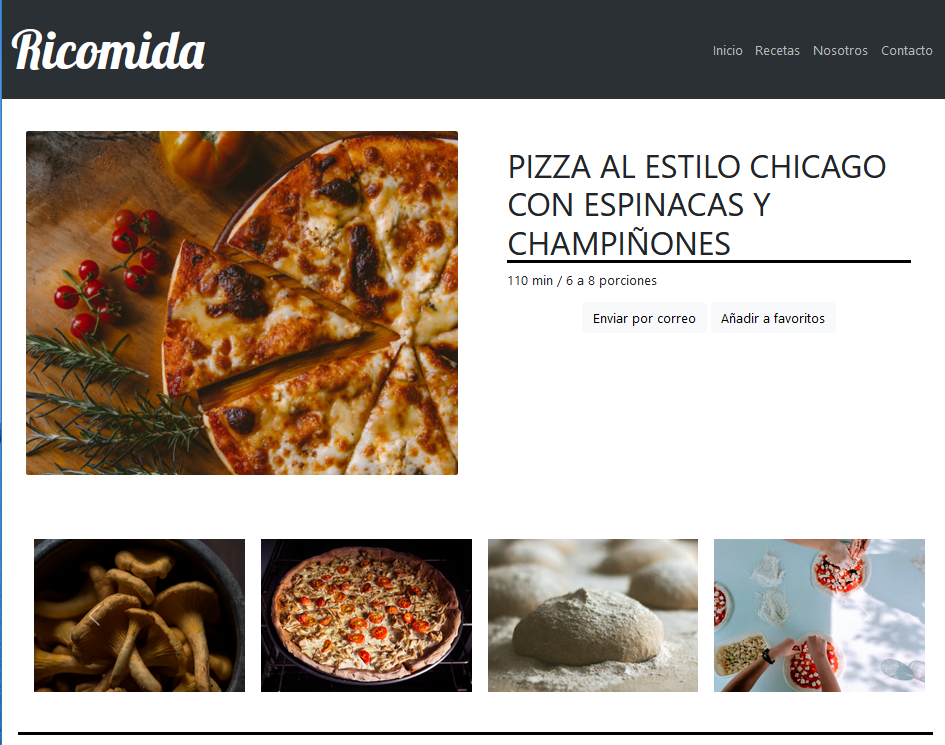 Ricomida
Inicio Recetas Nosotros Contacto
PIZZA AL ESTILO CHICAGO
CON ESPINACAS Y
CHAMPIÑONES
110 min / 6 a 8 porciones
Enviar por correo Añadir a favoritos